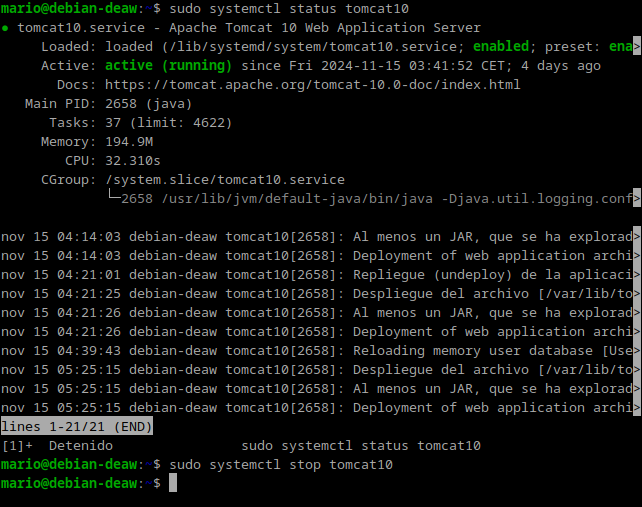 mario@debian-deaw:~$ sudo systemctl status tomcat10
● tomcat10.service - Apache Tomcat 10 Web Application Server
     Loaded: loaded (/lib/systemd/system/tomcat10.service; enabled; preset: ena>
     Active: active (running) since Fri 2024-11-15 03:41:52 CET; 4 days ago
       Docs: https://tomcat.apache.org/tomcat-10.0-doc/index.html
   Main PID: 2658 (java)
      Tasks: 37 (limit: 4622)
     Memory: 194.9M
        CPU: 32.310s
     CGroup: /system.slice/tomcat10.service
             └─2658 /usr/lib/jvm/default-java/bin/java -Djava.util.logging.conf>
nov 15 04:14:03 debian-deaw tomcat10[2658]: Al menos un JAR, que se ha explorad>
nov 15 04:14:03 debian-deaw tomcat10[2658]: Deployment of web application archi>
nov 15 04:21:01 debian-deaw tomcat10[2658]: Repliegue (undeploy) de la aplicaci>
nov 15 04:21:25 debian-deaw tomcat10[2658]: Despliegue del archivo [/var/lib/to>
nov 15 04:21:26 debian-deaw tomcat10[2658]: Al menos un JAR, que se ha explorad>
nov 15 04:21:26 debian-deaw tomcat10[2658]: Deployment of web application archi>
nov 15 04:39:43 debian-deaw tomcat10[2658]: Reloading memory user database [Use>
nov 15 05:25:15 debian-deaw tomcat10[2658]: Despliegue del archivo [/var/lib/to>
nov 15 05:25:15 debian-deaw tomcat10[2658]: Al menos un JAR, que se ha explorad>
nov 15 05:25:15 debian-deaw tomcat10[2658]: Deployment of web application archi>
lines 1-21/21 (END)
[1]+  Detenido                sudo systemctl status tomcat10
mario@debian-deaw:~$ sudo systemctl stop tomcat10
mario@debian-deaw:~$